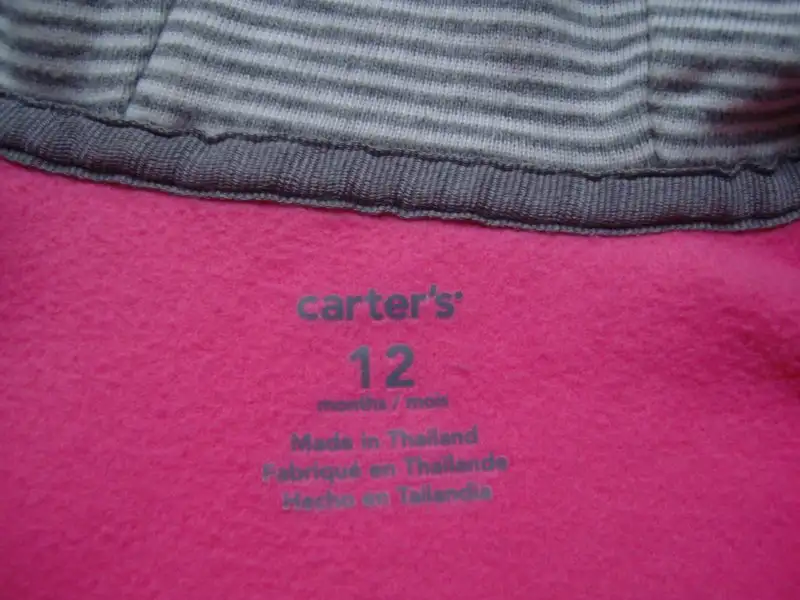 carter's
12
months / mois
Made in Thailand
Fabriqué en Thaïlande
Hecho en Tailandia